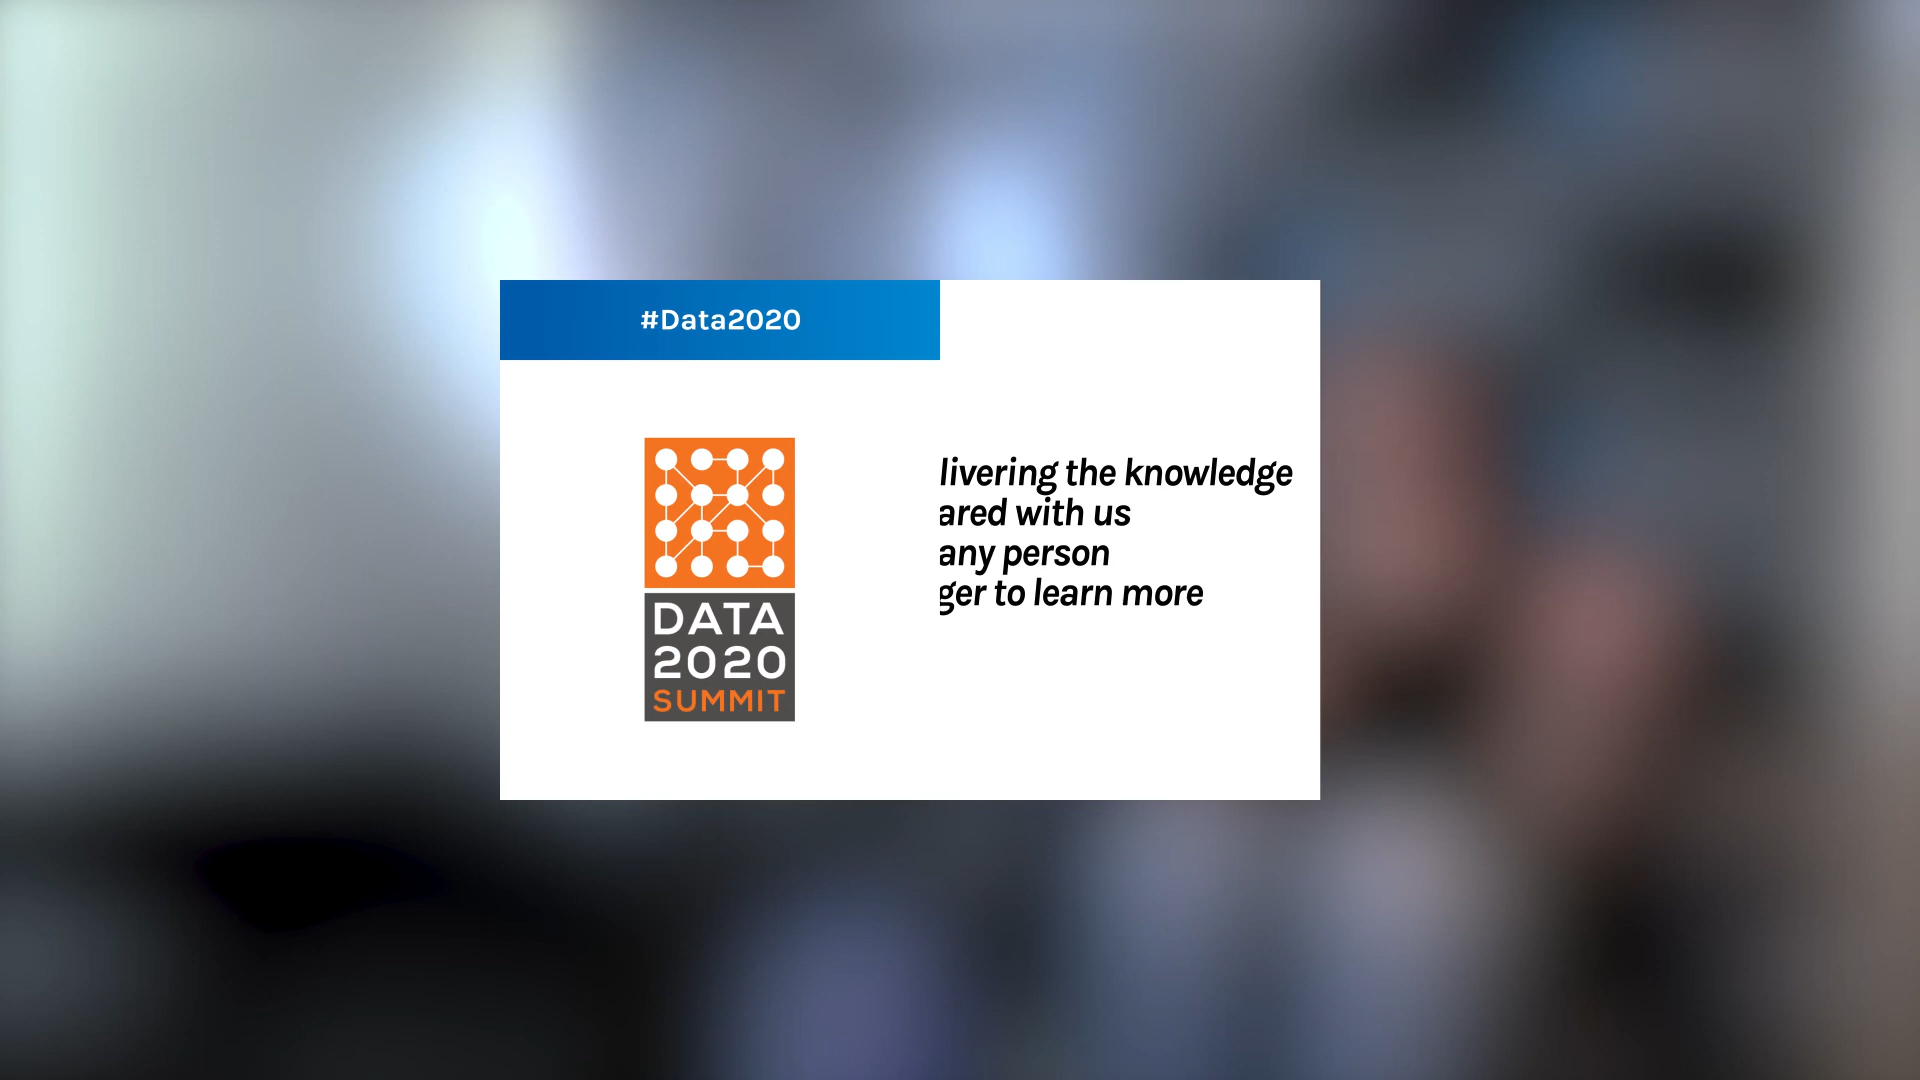 #Data2020
livering the knowledge
ared with us
any person
ger to learn more
DATA
2020
SUMMIT